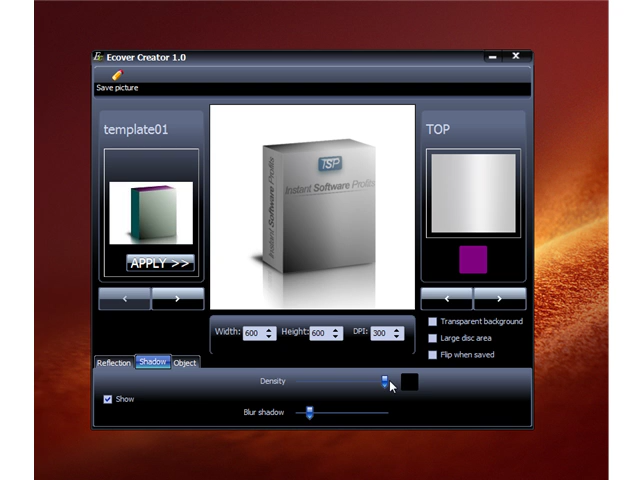 Ecover Creator 1.0
Save picture
template01
APPLY >>
TSP
Instant Software Profits
Instant Software Profits
TOP
<
>
<
>
Width: 600
Height: 600
DPI: 300
Transparent background
Large disc area
Flip when saved
Reflection
Shadow
Object
Density
Show
Blur shadow